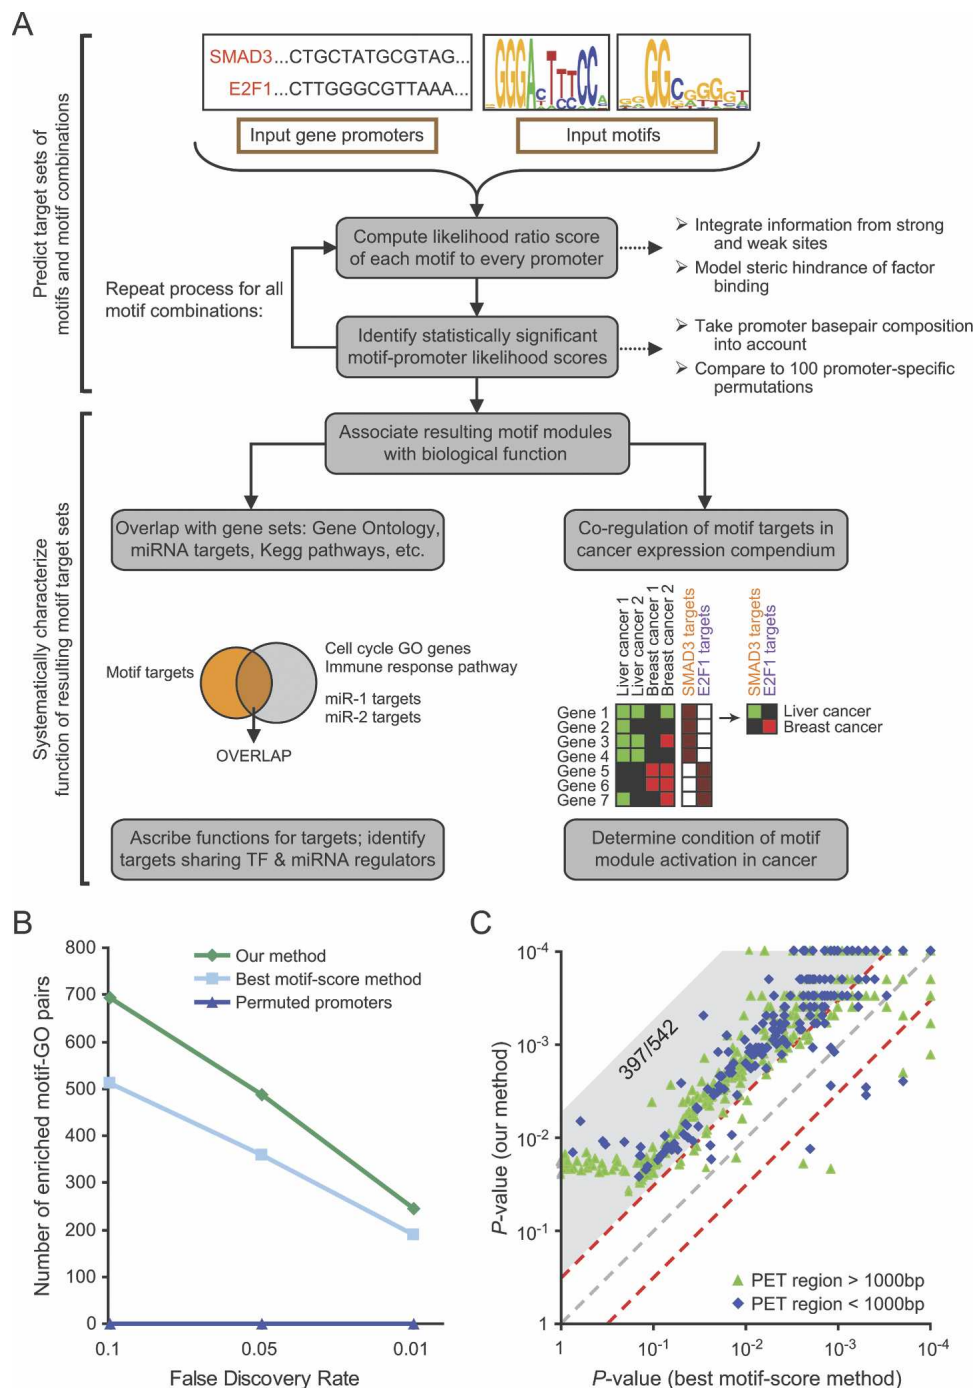 A
Predict target sets of
motifs and motif combinations
SMAD3...CTGCTATGCGTAG...
E2F1...CTTGGGCGTTAAA...
Input gene promoters
Input motifs
Compute likelihood ratio score
of each motif to every promoter
Integrate information from strong
and weak sites
Model steric hindrance of factor
binding
Repeat process for all
motif combinations:
Identify statistically significant
motif-promoter likelihood scores
Take promoter basepair composition
into account
Compare to 100 promoter-specific
permutations
Systematically characterize
function of resulting motif target sets
Associate resulting motif modules
with biological function
Overlap with gene sets: Gene Ontology,
miRNA targets, Kegg pathways, etc.
Co-regulation of motif targets in
cancer expression compendium
Motif targets
Cell cycle GO genes
Immune response pathway
miR-1 targets
miR-2 targets
OVERLAP
Liver cancer 1
Liver cancer 2
Breast cancer 1
Breast cancer 2
SMAD3 targets
E2F1 targets
SMAD3 targets
E2F1 targets
Gene 1
Gene 2
Gene 3
Gene 4
Gene 5
Gene 6
Gene 7
Liver cancer
Breast cancer
Ascribe functions for targets; identify
targets sharing TF & miRNA regulators
Determine condition of motif
module activation in cancer
B
Number of enriched motif-GO pairs
800
700
600
500
400
300
200
100
0
Our method
Best motif-score method
Permuted promoters
0.1 0.05 0.01
False Discovery Rate
C
P-value (our method)
10-4
10-3
10-2
10-1
1
397/542
PET region > 1000bp
PET region < 1000bp
1 10-1 10-2 10-3 10-4
P-value (best motif-score method)